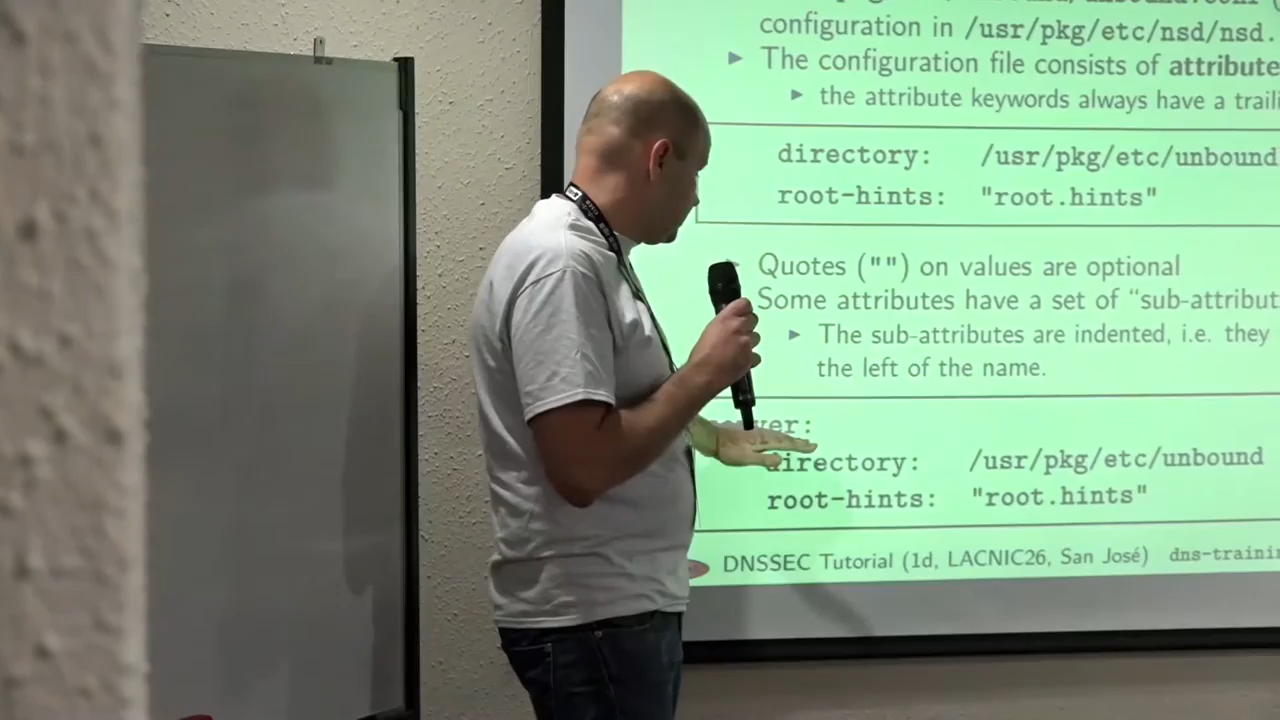 configuration in /usr/pkg/etc/nsd/nsd.
▶ The configuration file consists of attribute
▶ the attribute keywords always have a traili
directory: /usr/pkg/etc/unbound
root-hints: "root.hints"
Quotes ("") on values are optional
Some attributes have a set of “sub-attribut
▶ The sub-attributes are indented, i.e. they
the left of the name.
ver:
directory: /usr/pkg/etc/unbound
root-hints: "root.hints"
DNSSEC Tutorial (1d, LACNIC26, San José) dns-trainin